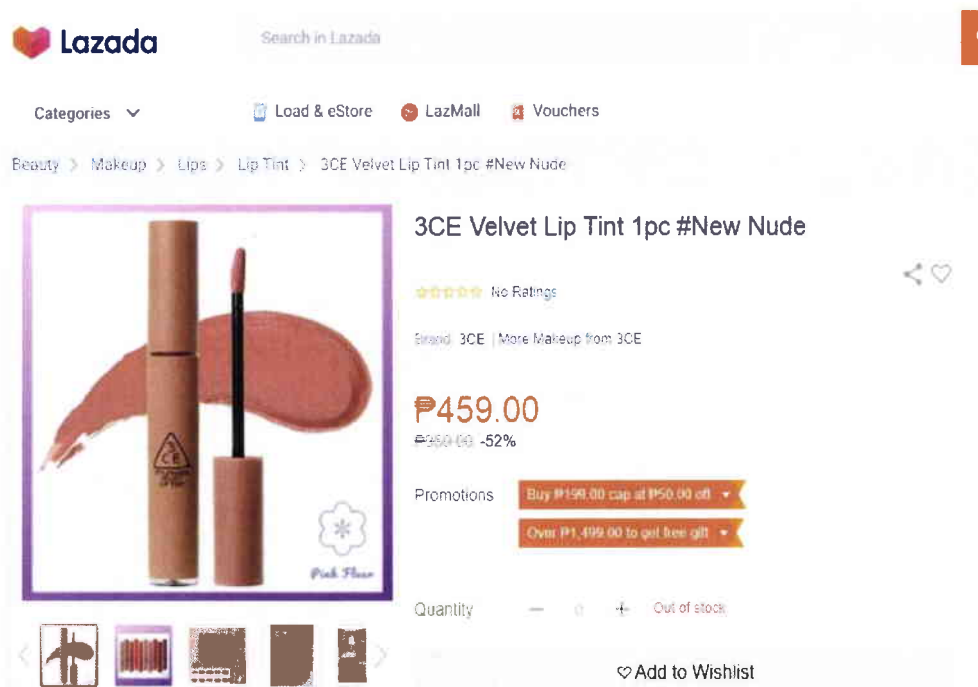 Lazada
Search in Lazada
Categories
Load & eStore
LazMall
Vouchers
Beauty > Makeup > Lips > Lip Tint > 3CE Velvet Lip Tint 1pc #New Nude
3CE Velvet Lip Tint 1pc #New Nude
No Ratings
Brand 3CE | More Makeup from 3CE
₱459.00
-52%
Promotions
Buy ₱199.00 cap at ₱50.00 off
Over ₱1,499.00 to get free gift
3CE
Pink Fleur
Quantity
Out of stock
Add to Wishlist